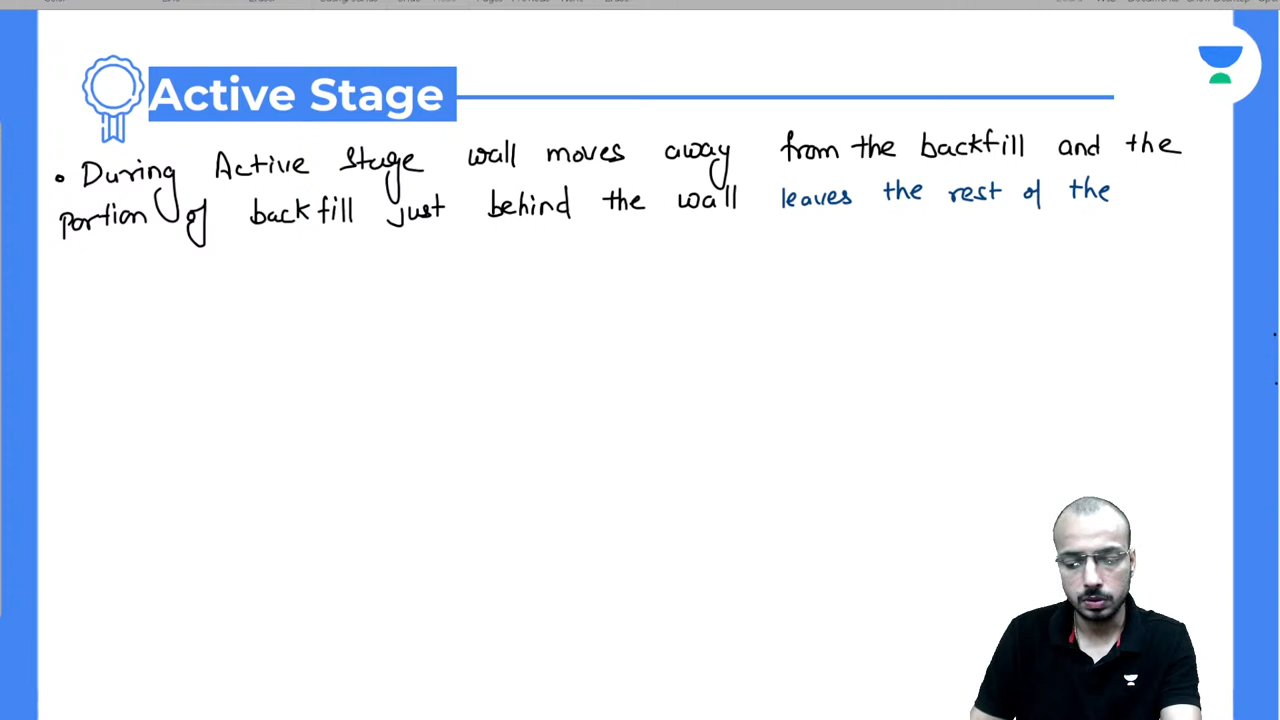 Active Stage
• During Active stage wall moves away from the backfill and the
portion of backfill just behind the wall leaves the rest of the